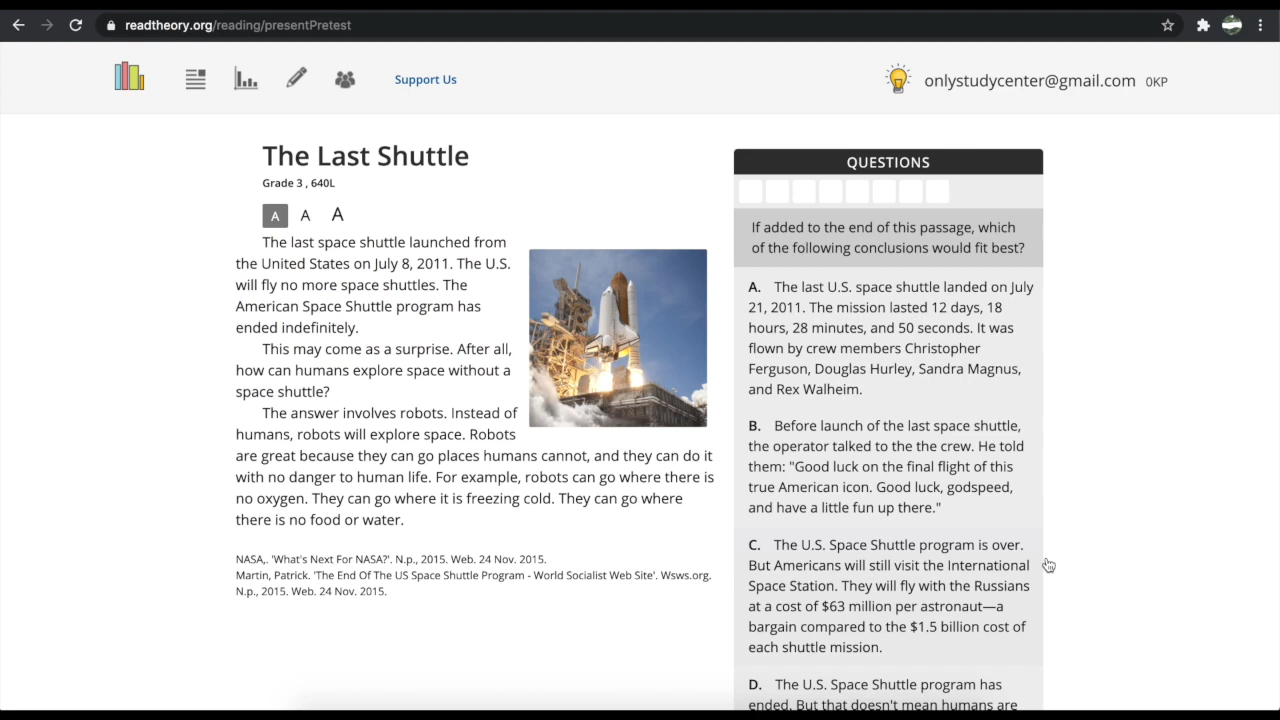 readtheory.org/reading/presentPretest
Support Us
onlystudycenter@gmail.com 0KP
The Last Shuttle
Grade 3 , 640L
A A A
The last space shuttle launched from
the United States on July 8, 2011. The U.S.
will fly no more space shuttles. The
American Space Shuttle program has
ended indefinitely.
This may come as a surprise. After all,
how can humans explore space without a
space shuttle?
The answer involves robots. Instead of
humans, robots will explore space. Robots
are great because they can go places humans cannot, and they can do it
with no danger to human life. For example, robots can go where there is
no oxygen. They can go where it is freezing cold. They can go where
there is no food or water.
NASA,. 'What's Next For NASA?'. N.p., 2015. Web. 24 Nov. 2015.
Martin, Patrick. 'The End Of The US Space Shuttle Program - World Socialist Web Site'. Wsws.org.
N.p., 2015. Web. 24 Nov. 2015.
QUESTIONS
If added to the end of this passage, which
of the following conclusions would fit best?
A. The last U.S. space shuttle landed on July
21, 2011. The mission lasted 12 days, 18
hours, 28 minutes, and 50 seconds. It was
flown by crew members Christopher
Ferguson, Douglas Hurley, Sandra Magnus,
and Rex Walheim.
B. Before launch of the last space shuttle,
the operator talked to the the crew. He told
them: "Good luck on the final flight of this
true American icon. Good luck, godspeed,
and have a little fun up there."
C. The U.S. Space Shuttle program is over.
But Americans will still visit the International
Space Station. They will fly with the Russians
at a cost of $63 million per astronaut—a
bargain compared to the $1.5 billion cost of
each shuttle mission.
D. The U.S. Space Shuttle program has
ended. But that doesn't mean humans are